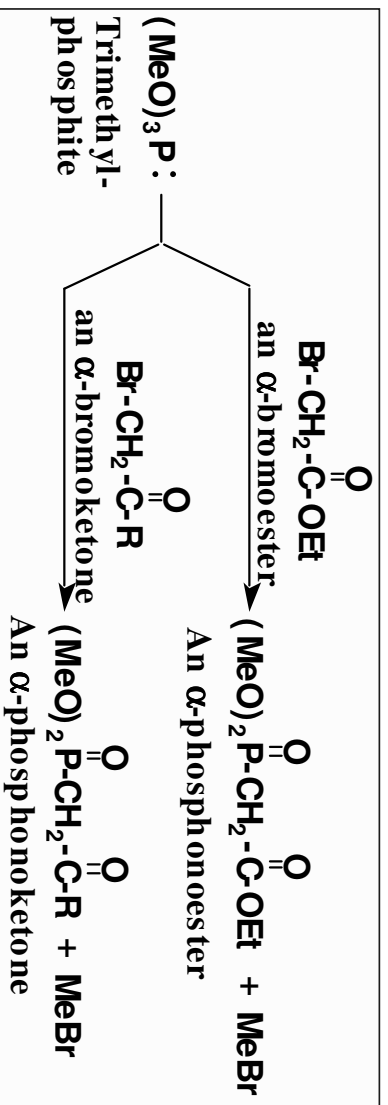 O
Br-CH₂-C-OEt
an α-bromoester
O O
(MeO)₂P-CH₂-C-OEt + MeBr
An α-phosphonoester
(MeO)₃P:
Trimethyl-
phosphite
O
Br-CH₂-C-R
an α-bromoketone
O O
(MeO)₂P-CH₂-C-R + MeBr
An α-phosphonoketone